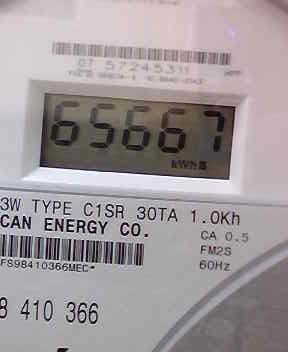 07 57245311
65667
kWh
3W TYPE C1SR 30TA 1.0Kh
CAN ENERGY CO.
CA 0.5
FM2S
60Hz
FS98410366MEC*
8 410 366